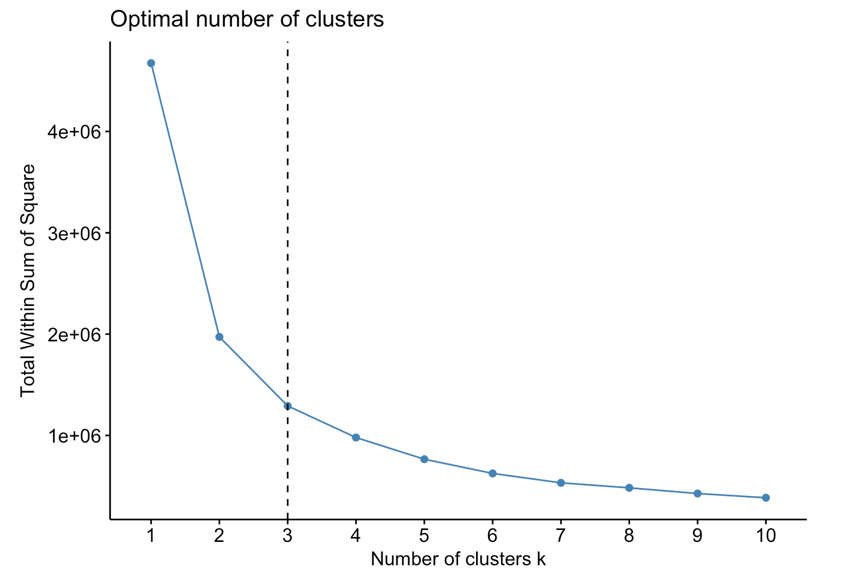 Optimal number of clusters
Total Within Sum of Square
4e+06
3e+06
2e+06
1e+06
1 2 3 4 5 6 7 8 9 10
Number of clusters k